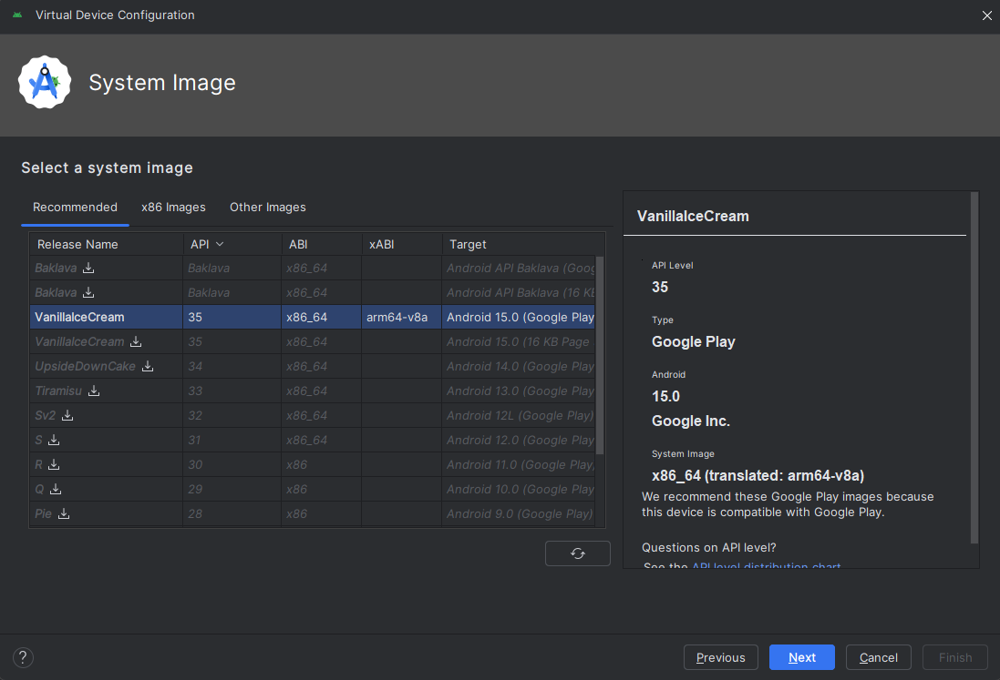 Virtual Device Configuration
System Image
Select a system image
Recommended x86 Images Other Images
Release Name API ABI xABI Target
Baklava Baklava x86_64 Android API Baklava (Goog
Baklava Baklava x86_64 Android API Baklava (16 KB
VanillaIceCream 35 x86_64 arm64-v8a Android 15.0 (Google Play
VanillaIceCream 35 x86_64 Android 15.0 (16 KB Page
UpsideDownCake 34 x86_64 Android 14.0 (Google Play
Tiramisu 33 x86_64 Android 13.0 (Google Play
Sv2 32 x86_64 Android 12L (Google Play)
S 31 x86_64 Android 12.0 (Google Play
R 30 x86 Android 11.0 (Google Play
Q 29 x86 Android 10.0 (Google Play
Pie 28 x86 Android 9.0 (Google Play)
VanillaIceCream
API Level
35
Type
Google Play
Android
15.0
Google Inc.
System Image
x86_64 (translated: arm64-v8a)
We recommend these Google Play images because
this device is compatible with Google Play.
Questions on API level?
See the API level distribution chart
? Previous Next Cancel Finish